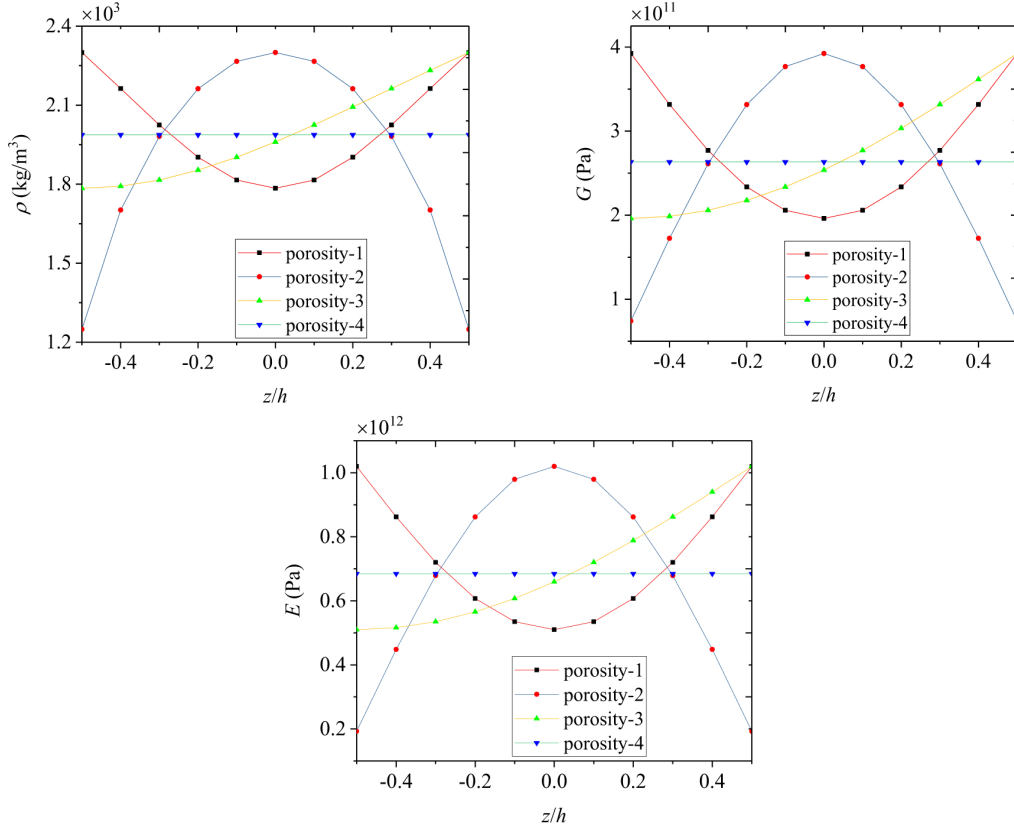 ×10³
2.4
2.1
1.8
1.5
1.2
ρ (kg/m³)
-0.4 -0.2 0.0 0.2 0.4
z/h
porosity-1
porosity-2
porosity-3
porosity-4
×10¹¹
4
3
2
1
G (Pa)
-0.4 -0.2 0.0 0.2 0.4
z/h
porosity-1
porosity-2
porosity-3
porosity-4
×10¹²
1.0
0.8
0.6
0.4
0.2
E (Pa)
-0.4 -0.2 0.0 0.2 0.4
z/h
porosity-1
porosity-2
porosity-3
porosity-4